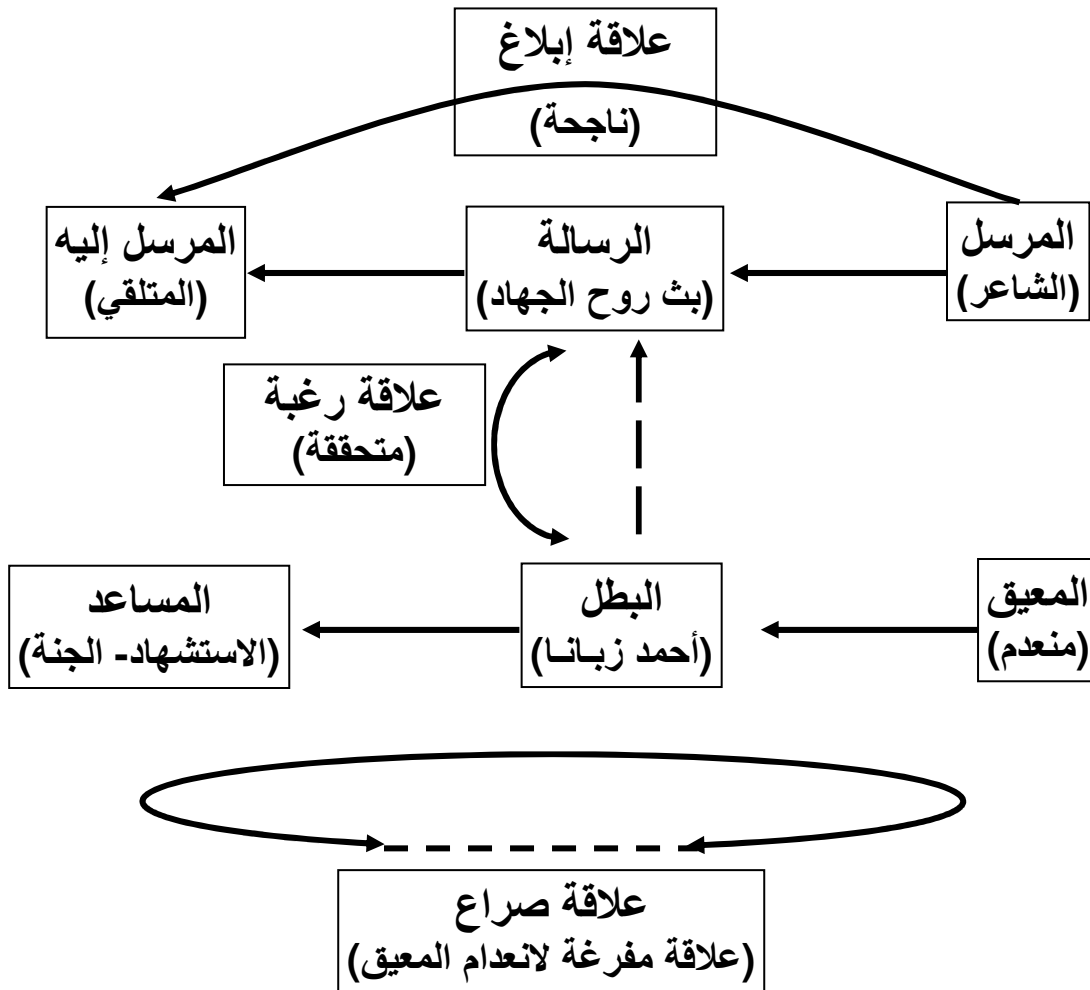 علاقة إبلاغ
(ناجحة)
المرسل
(الشاعر)
الرسالة
(بث روح الجهاد)
المرسل إليه
(المتلقي)
علاقة رغبة
(متحققة)
المعيق
(منعدم)
البطل
(أحمد زبـانـا)
المساعد
(الاستشهاد- الجنة)
علاقة صراع
(علاقة مفرغة لانعدام المعيق)